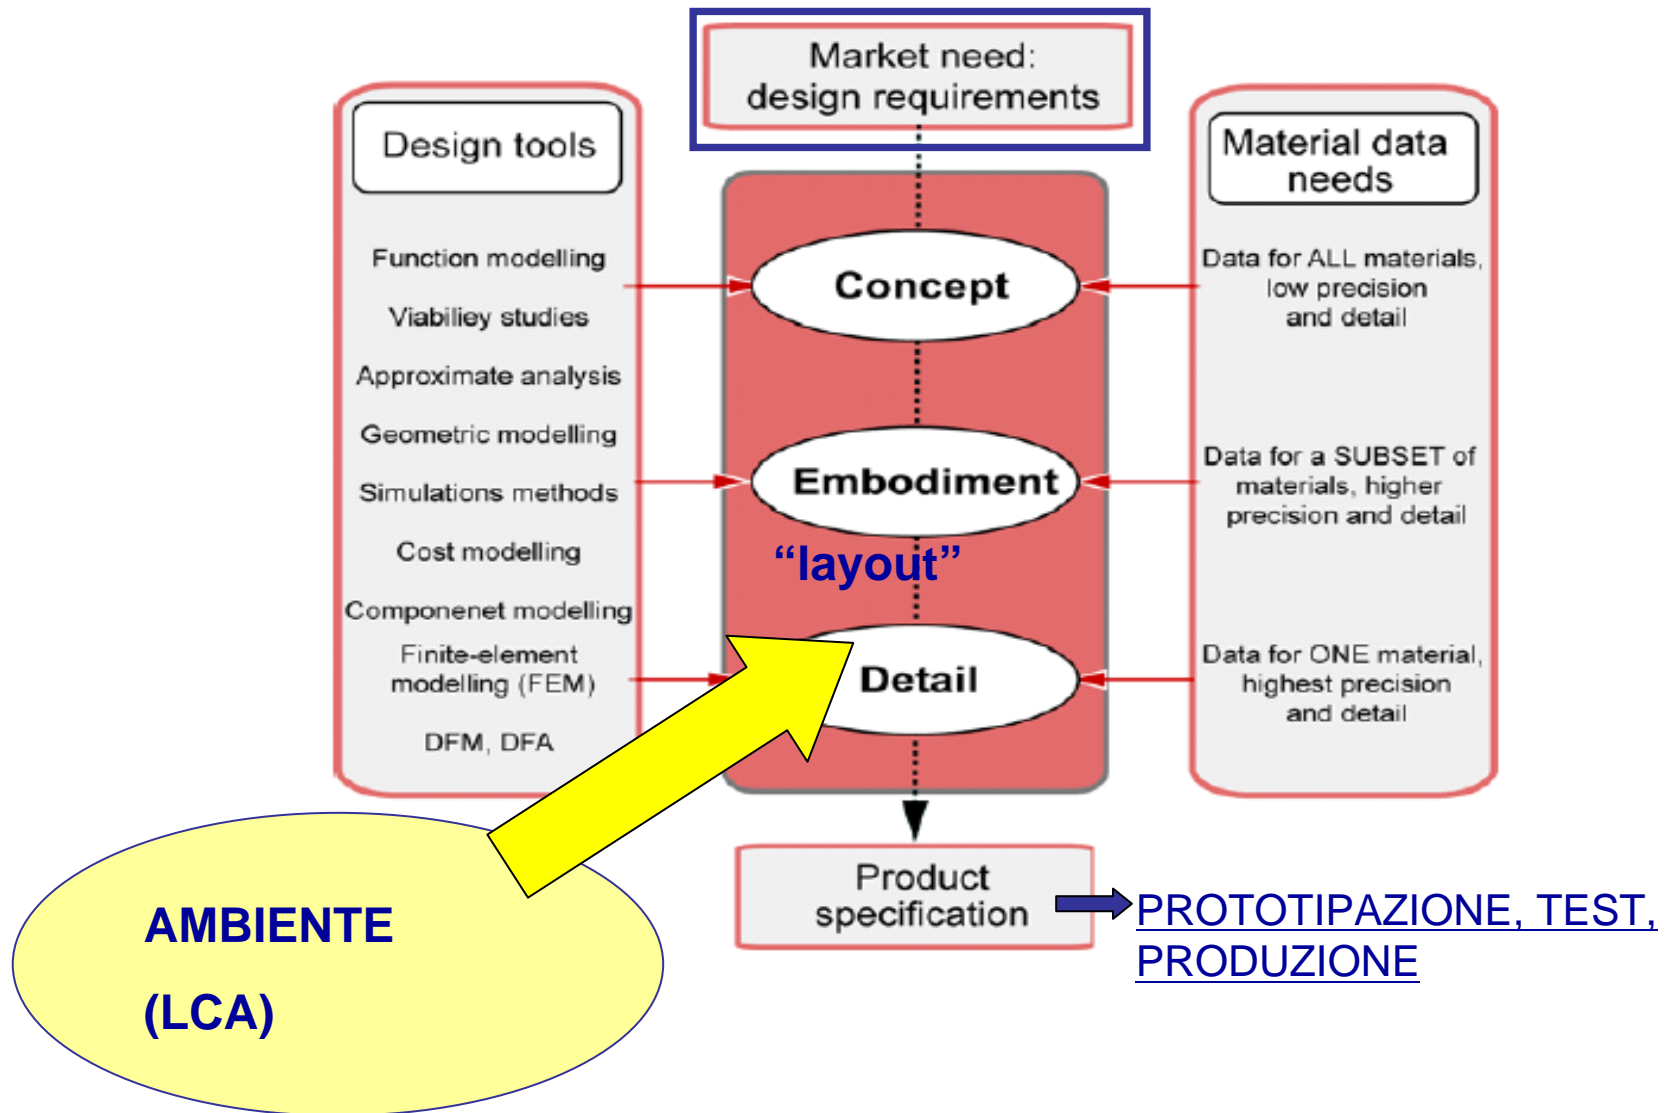 Market need:
design requirements
Design tools
Function modelling
Viabiliey studies
Approximate analysis
Geometric modelling
Simulations methods
Cost modelling
Componenet modelling
Finite-element
modelling (FEM)
DFM, DFA
Concept
Embodiment
“layout”
Detail
Material data
needs
Data for ALL materials,
low precision
and detail
Data for a SUBSET of
materials, higher
precision and detail
Data for ONE material,
highest precision
and detail
Product
specification
PROTOTIPAZIONE, TEST,
PRODUZIONE
AMBIENTE
(LCA)